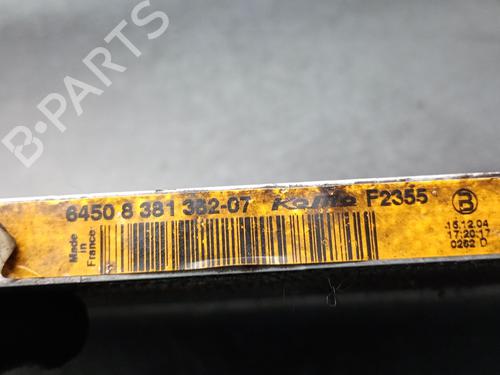 B-PARTS
6450 8 381 362-07 F2355 B
Made in France
15.12.04
17:20:17
0262 D